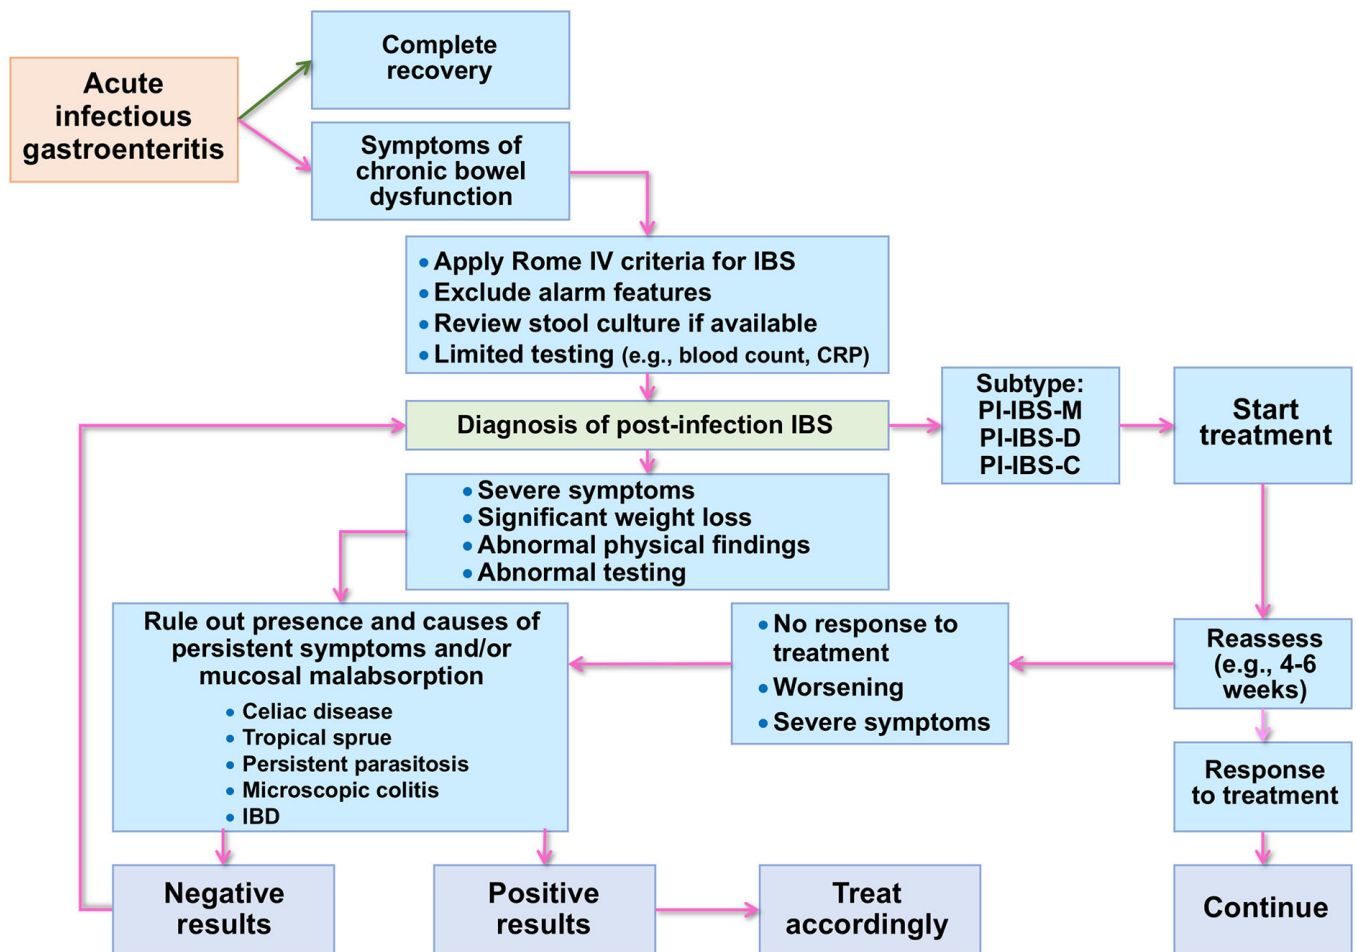 Acute
infectious
gastroenteritis
Complete
recovery
Symptoms of
chronic bowel
dysfunction
• Apply Rome IV criteria for IBS
• Exclude alarm features
• Review stool culture if available
• Limited testing (e.g., blood count, CRP)
Diagnosis of post-infection IBS
Subtype:
PI-IBS-M
PI-IBS-D
PI-IBS-C
Start
treatment
• Severe symptoms
• Significant weight loss
• Abnormal physical findings
• Abnormal testing
Rule out presence and causes of
persistent symptoms and/or
mucosal malabsorption
• Celiac disease
• Tropical sprue
• Persistent parasitosis
• Microscopic colitis
• IBD
• No response to
treatment
• Worsening
• Severe symptoms
Reassess
(e.g., 4-6
weeks)
Response
to treatment
Negative
results
Positive
results
Treat
accordingly
Continue